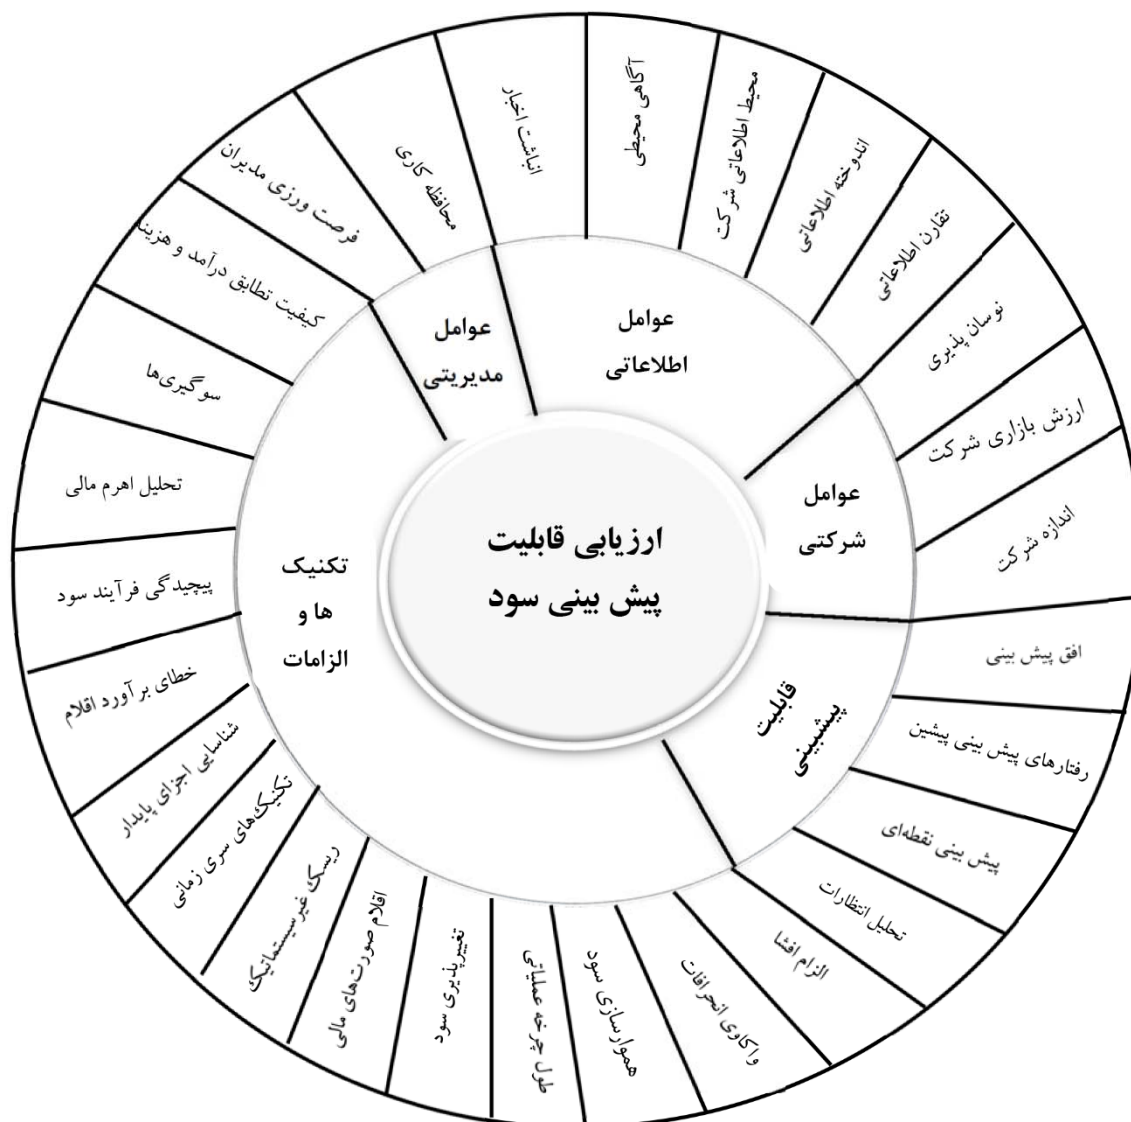 ارزیابی قابلیت
پیش بینی سود
عوامل
اطلاعاتی
عوامل
شرکتی
قابلیت
پیشبینی
تکنیک
ها و
الزامات
عوامل
مدیریتی
انباشت اخبار
آگاهی محیطی
محیط اطلاعاتی شرکت
اندوخته اطلاعاتی
تقارن اطلاعاتی
نوسان پذیری
ارزش بازاری شرکت
اندازه شرکت
افق پیش بینی
رفتارهای پیش بینی پیشین
پیش بینی نقطه‌ای
تحلیل انتظارات
الزام افشا
واکاوی انحرافات
هموارسازی سود
طول چرخه عملیاتی
تغییرپذیری سود
اقلام صورت‌های مالی
ریسک غیرسیستماتیک
تکنیک‌های سری زمانی
شناسایی اجزای پایدار
خطای برآورد اقلام
پیچیدگی فرآیند سود
تحلیل اهرم مالی
سوگیری‌ها
کیفیت تطابق درآمد و هزینه
فرصت ورزی مدیران
محافظه کاری